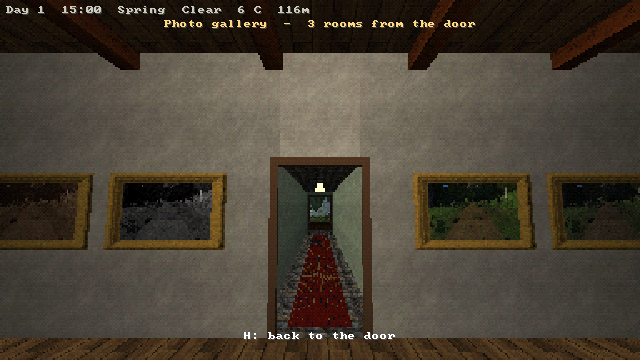 Day 1 15:00 Spring Clear 6 C 116m
Photo gallery - 3 rooms from the door
H: back to the door